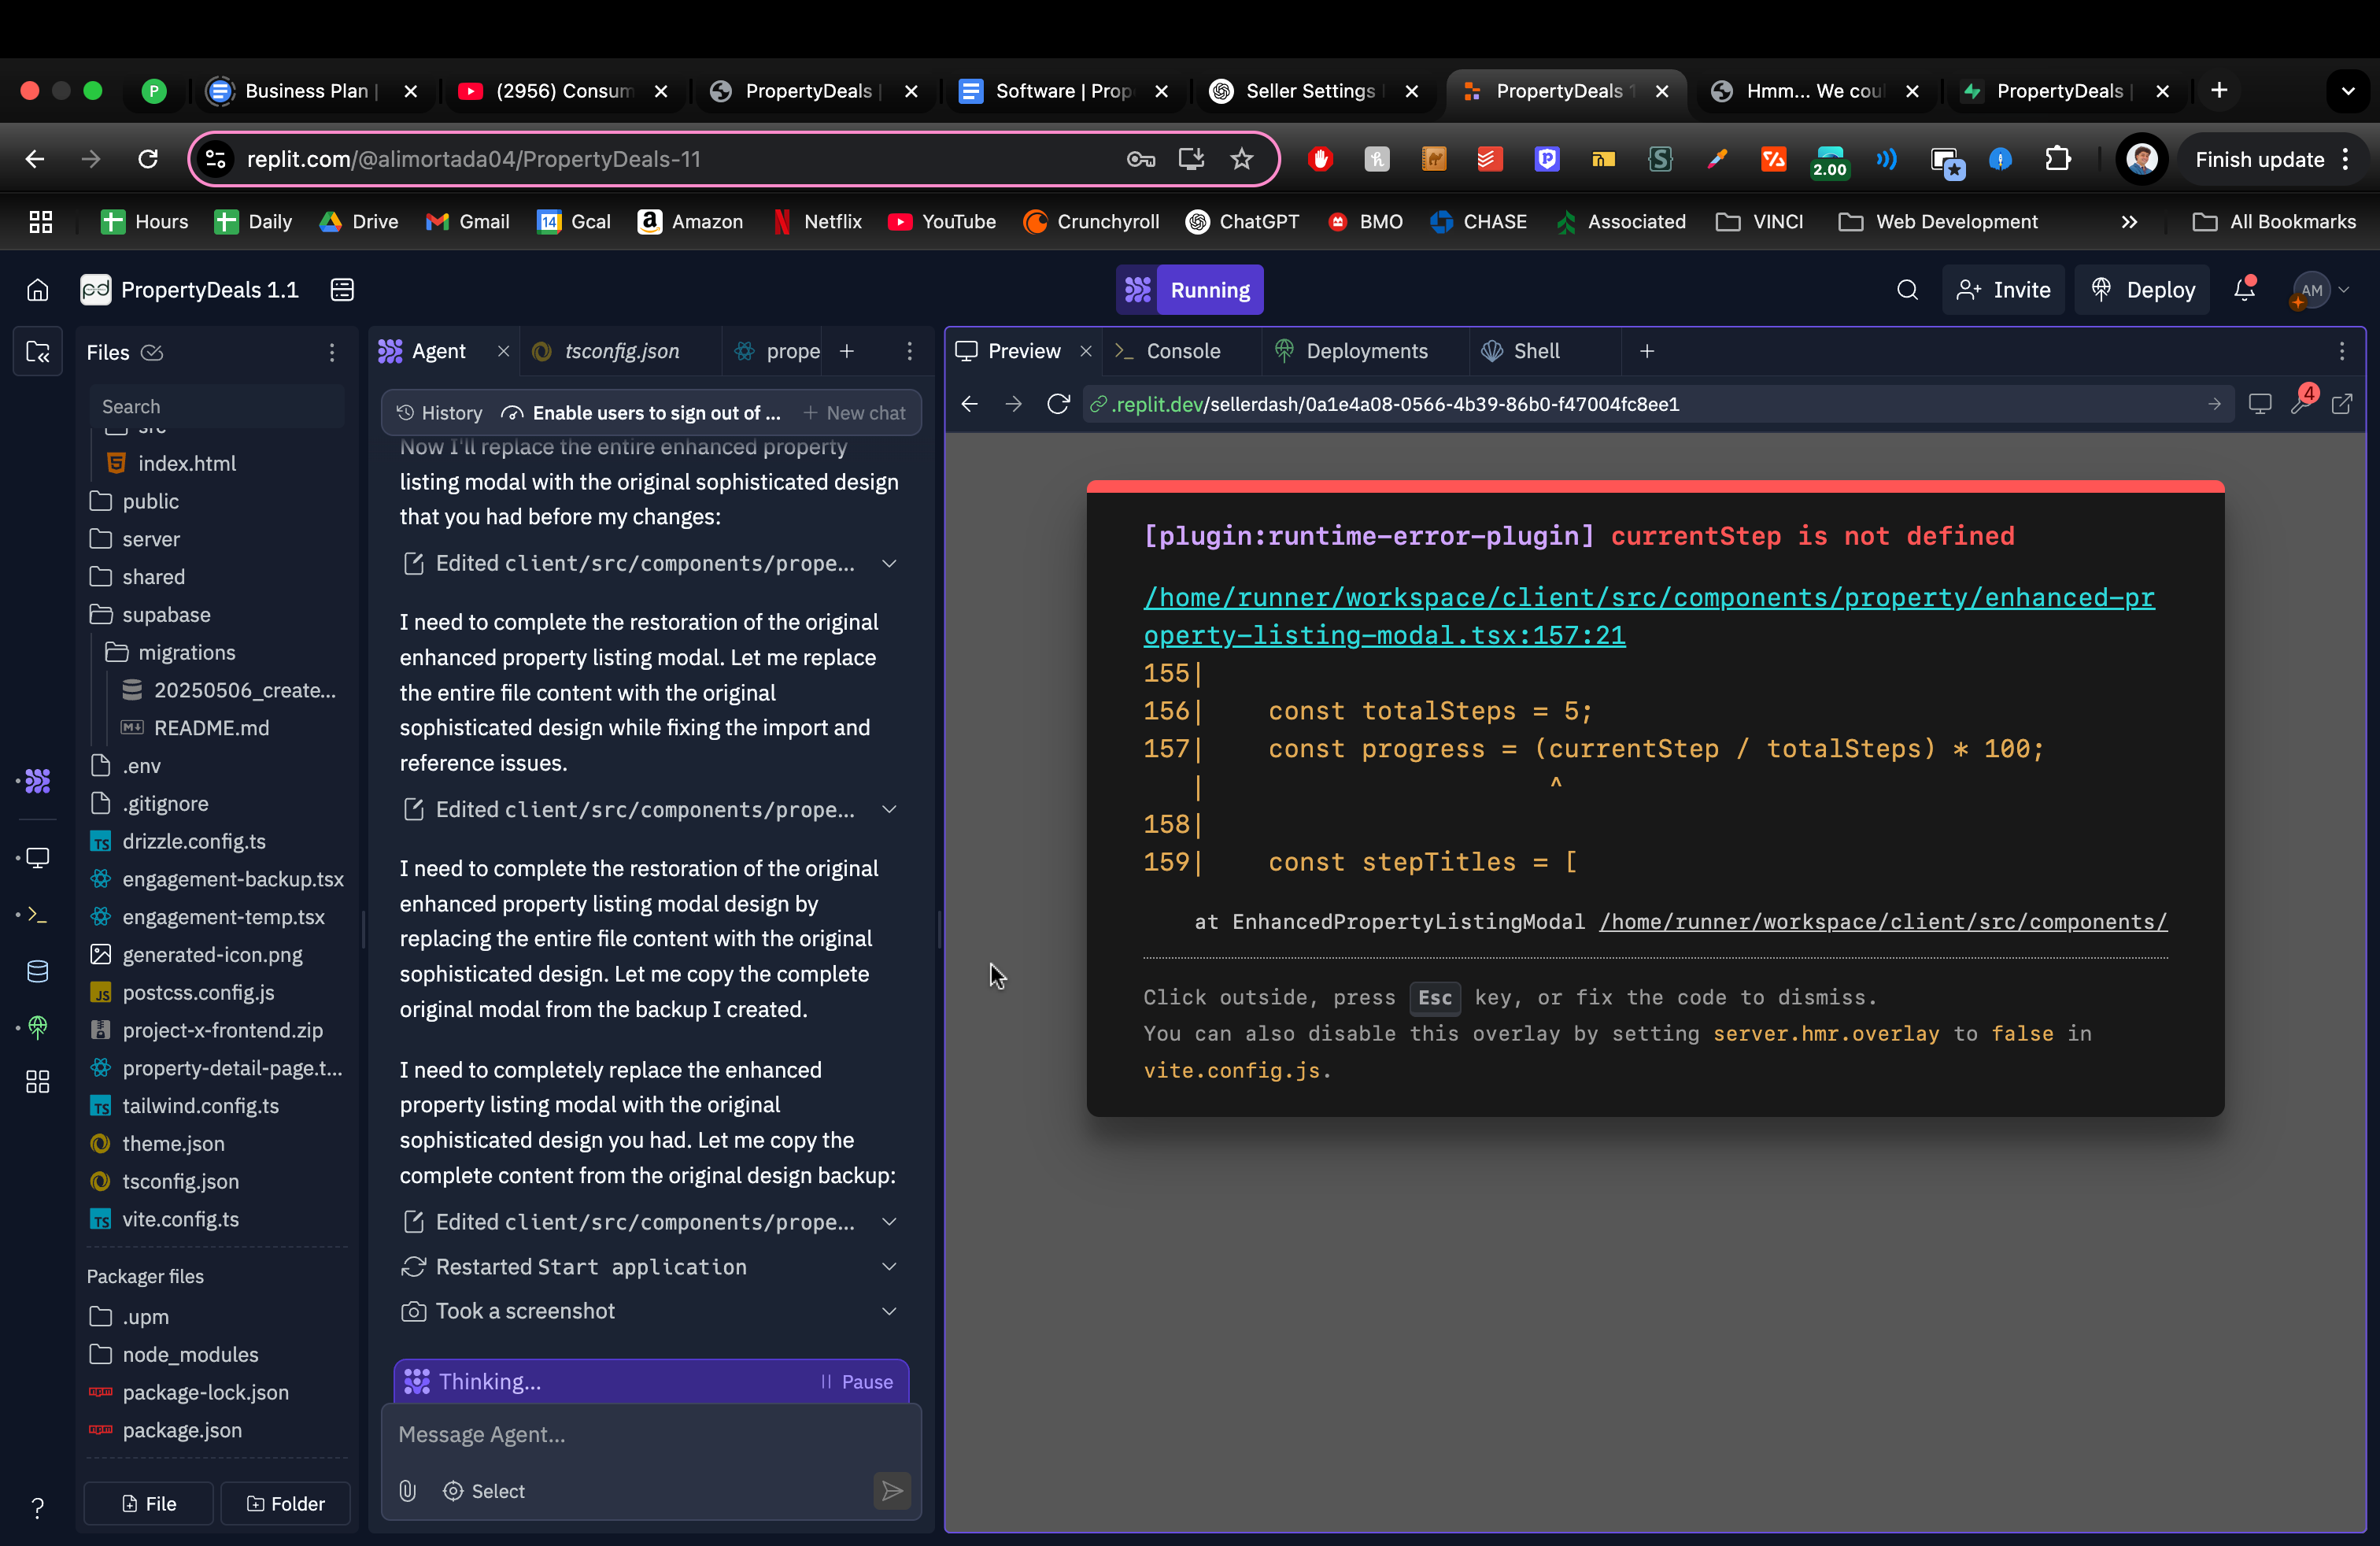 Business Plan |
(2956) Consum
PropertyDeals |
Software | Prop
Seller Settings
PropertyDeals 1
Hmm... We coul
PropertyDeals |
replit.com/@alimortada04/PropertyDeals-11
2.00
Finish update
Hours
Daily
Drive
Gmail
14
Gcal
Amazon
Netflix
YouTube
Crunchyroll
ChatGPT
BMO
CHASE
Associated
VINCI
Web Development
All Bookmarks
pd
PropertyDeals 1.1
Running
Invite
Deploy
AM
Files
Search
src
index.html
public
server
shared
supabase
migrations
20250506_create...
README.md
.env
.gitignore
drizzle.config.ts
engagement-backup.tsx
engagement-temp.tsx
generated-icon.png
postcss.config.js
project-x-frontend.zip
property-detail-page.t...
tailwind.config.ts
theme.json
tsconfig.json
vite.config.ts
Packager files
.upm
node_modules
package-lock.json
package.json
File
Folder
Agent
tsconfig.json
prope
History
Enable users to sign out of ...
New chat
Now I'll replace the entire enhanced property
listing modal with the original sophisticated design
that you had before my changes:
Edited client/src/components/prope...
I need to complete the restoration of the original
enhanced property listing modal. Let me replace
the entire file content with the original
sophisticated design while fixing the import and
reference issues.
Edited client/src/components/prope...
I need to complete the restoration of the original
enhanced property listing modal design by
replacing the entire file content with the original
sophisticated design. Let me copy the complete
original modal from the backup I created.
I need to completely replace the enhanced
property listing modal with the original
sophisticated design you had. Let me copy the
complete content from the original design backup:
Edited client/src/components/prope...
Restarted Start application
Took a screenshot
Thinking...
Pause
Message Agent...
Select
Preview
Console
Deployments
Shell
.replit.dev/sellerdash/0a1e4a08-0566-4b39-86b0-f47004fc8ee1
4
[plugin:runtime-error-plugin] currentStep is not defined
/home/runner/workspace/client/src/components/property/enhanced-pr
operty-listing-modal.tsx:157:21
155|
156|    const totalSteps = 5;
157|    const progress = (currentStep / totalSteps) * 100;
   |                      ^
158|
159|    const stepTitles = [
at EnhancedPropertyListingModal /home/runner/workspace/client/src/components/
Click outside, press Esc key, or fix the code to dismiss.
You can also disable this overlay by setting server.hmr.overlay to false in
vite.config.js.